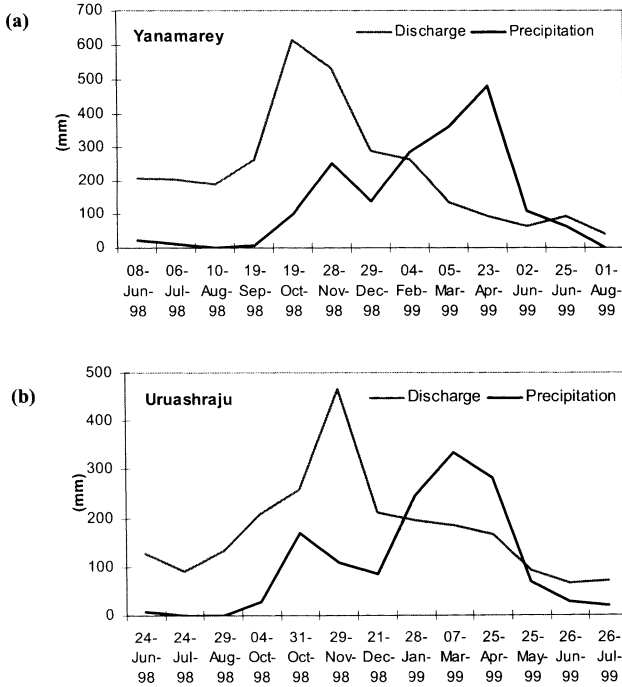 (a)
Yanamarey
Discharge Precipitation
(mm)
700
600
500
400
300
200
100
0
08- 06- 10- 19- 19- 28- 29- 04- 05- 23- 02- 25- 01-
Jun- Jul- Aug- Sep- Oct- Nov- Dec- Feb- Mar- Apr- Jun- Jun- Aug-
98 98 98 98 98 98 98 99 99 99 99 99 99
(b)
Uruashraju
Discharge Precipitation
(mm)
500
400
300
200
100
0
24- 24- 29- 04- 31- 29- 21- 28- 07- 25- 25- 26- 26-
Jun- Jul- Aug- Oct- Oct- Nov- Dec- Jan- Mar- Apr- May- Jun- Jul-
98 98 98 98 98 98 98 99 99 99 99 99 99